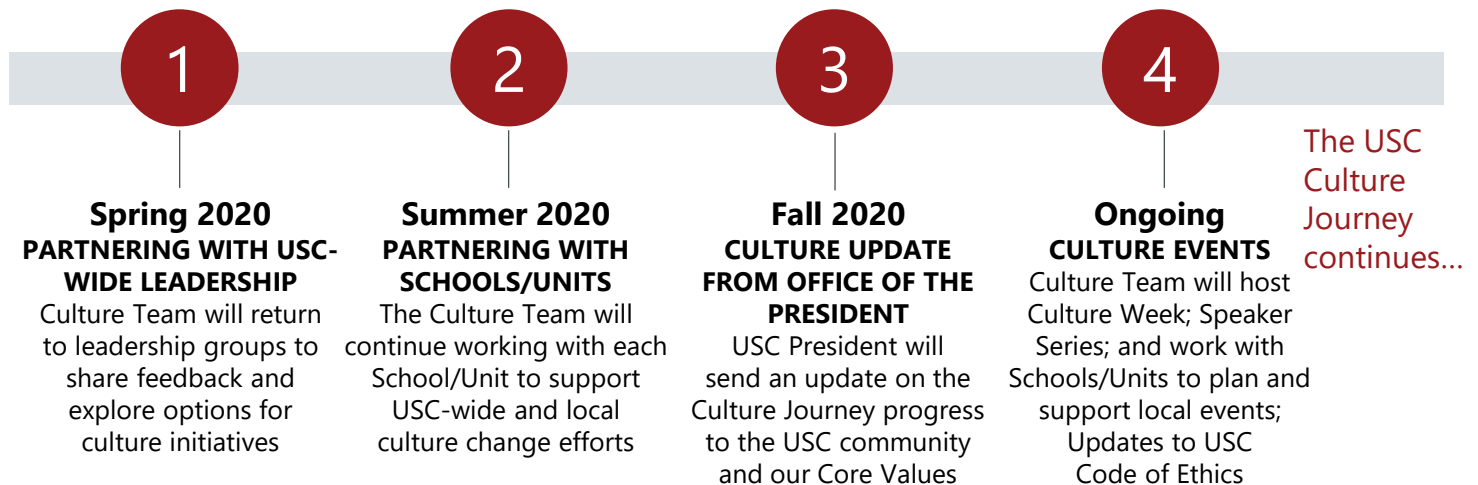 1
Spring 2020
PARTNERING WITH USC-
WIDE LEADERSHIP
Culture Team will return
to leadership groups to
share feedback and
explore options for
culture initiatives
2
Summer 2020
PARTNERING WITH
SCHOOLS/UNITS
The Culture Team will
continue working with each
School/Unit to support
USC-wide and local
culture change efforts
3
Fall 2020
CULTURE UPDATE
FROM OFFICE OF THE
PRESIDENT
USC President will
send an update on the
Culture Journey progress
to the USC community
and our Core Values
4
Ongoing
CULTURE EVENTS
Culture Team will host
Culture Week; Speaker
Series; and work with
Schools/Units to plan and
support local events;
Updates to USC
Code of Ethics
The USC
Culture
Journey
continues...